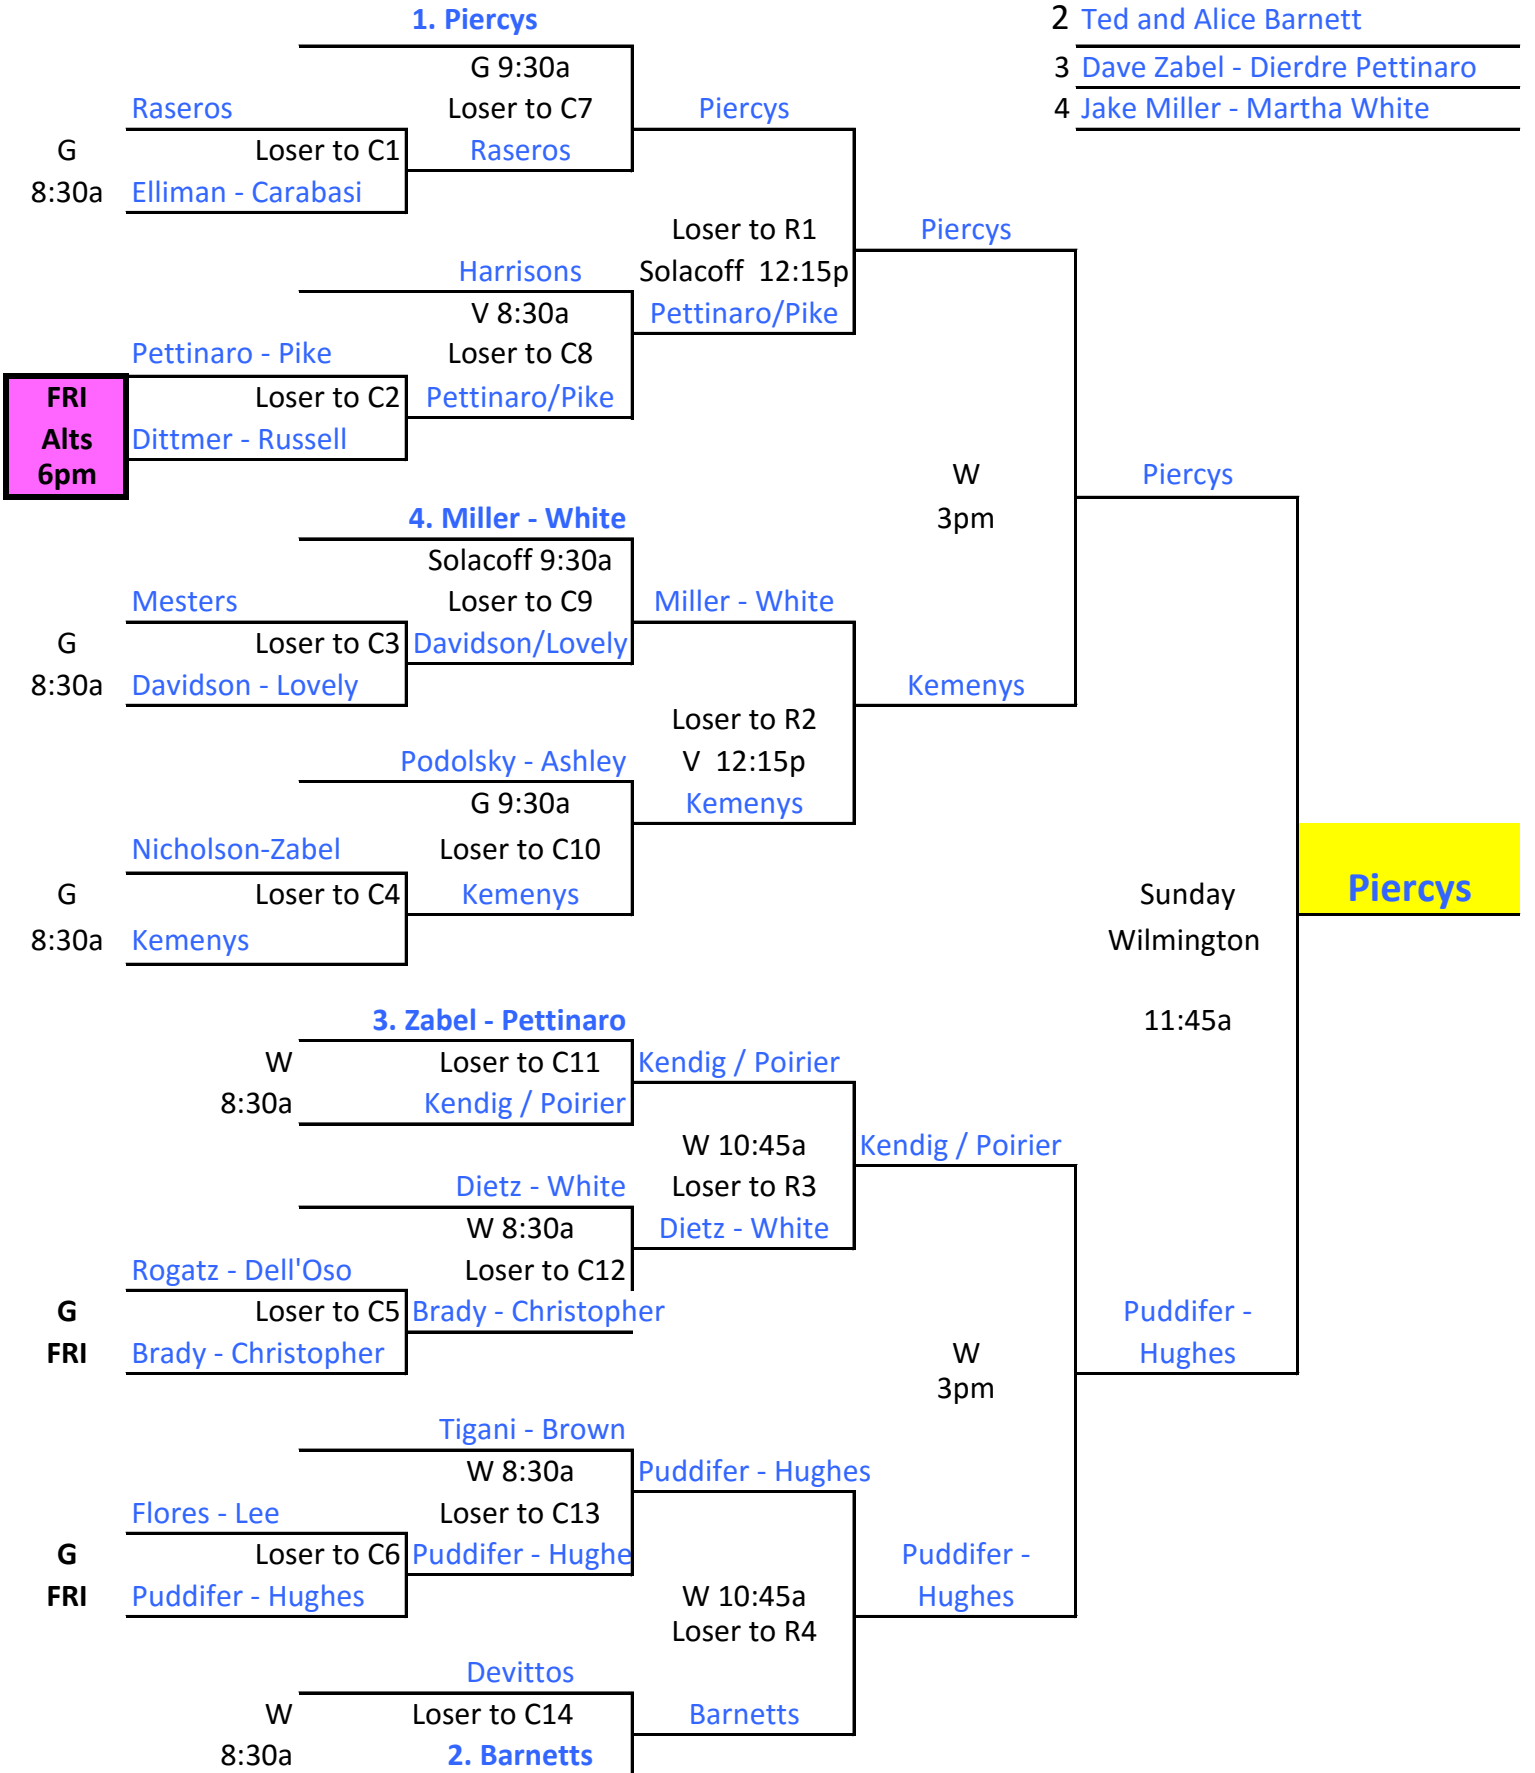 1. Piercys
2 Ted and Alice Barnett
G 9:30a
3 Dave Zabel - Dierdre Pettinaro
Raseros
Loser to C7
Piercys
4 Jake Miller - Martha White
G
Loser to C1
Raseros
8:30a
Elliman - Carabasi
Loser to R1
Piercys
Harrisons
Solacoff 12:15p
V 8:30a
Pettinaro/Pike
Pettinaro - Pike
Loser to C8
FRI
Loser to C2
Pettinaro/Pike
Alts
Dittmer - Russell
6pm
W
Piercys
4. Miller - White
3pm
Solacoff 9:30a
Mesters
Loser to C9
Miller - White
G
Loser to C3
Davidson/Lovely
8:30a
Davidson - Lovely
Kemenys
Loser to R2
Podolsky - Ashley
V 12:15p
G 9:30a
Kemenys
Nicholson-Zabel
Loser to C10
G
Loser to C4
Kemenys
Sunday
Piercys
8:30a
Kemenys
Wilmington
3. Zabel - Pettinaro
11:45a
W
Loser to C11
Kendig / Poirier
8:30a
Kendig / Poirier
W 10:45a
Kendig / Poirier
Dietz - White
Loser to R3
W 8:30a
Dietz - White
Rogatz - Dell'Oso
Loser to C12
G
Loser to C5
Brady - Christopher
Puddifer -
FRI
Brady - Christopher
W
Hughes
3pm
Tigani - Brown
W 8:30a
Puddifer - Hughes
Flores - Lee
Loser to C13
G
Loser to C6
Puddifer - Hughe
Puddifer -
FRI
Puddifer - Hughes
W 10:45a
Hughes
Loser to R4
Devittos
W
Loser to C14
Barnetts
8:30a
2. Barnetts